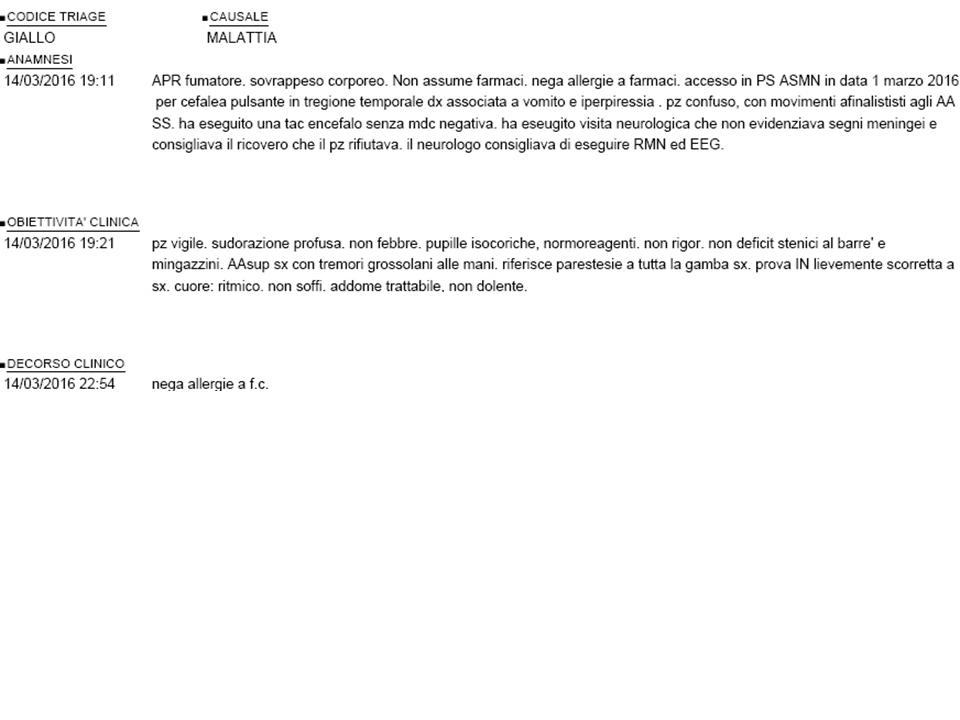 CODICE TRIAGE CAUSALE
GIALLO MALATTIA
ANAMNESI
14/03/2016 19:11 APR fumatore. sovrappeso corporeo. Non assume farmaci. nega allergie a farmaci. accesso in PS ASMN in data 1 marzo 2016
per cefalea pulsante in tregione temporale dx associata a vomito e iperpiressia . pz confuso, con movimenti afinalististi agli AA
SS. ha eseguito una tac encefalo senza mdc negativa. ha eseugito visita neurologica che non evidenziava segni meningei e
consigliava il ricovero che il pz rifiutava. il neurologo consigliava di eseguire RMN ed EEG.
OBIETTIVITA' CLINICA
14/03/2016 19:21 pz vigile. sudorazione profusa. non febbre. pupille isocoriche, normoreagenti. non rigor. non deficit stenici al barre' e
mingazzini. AAsup sx con tremori grossolani alle mani. riferisce parestesie a tutta la gamba sx. prova IN lievemente scorretta a
sx. cuore: ritmico. non soffi. addome trattabile, non dolente.
DECORSO CLINICO
14/03/2016 22:54 nega allergie a f.c.